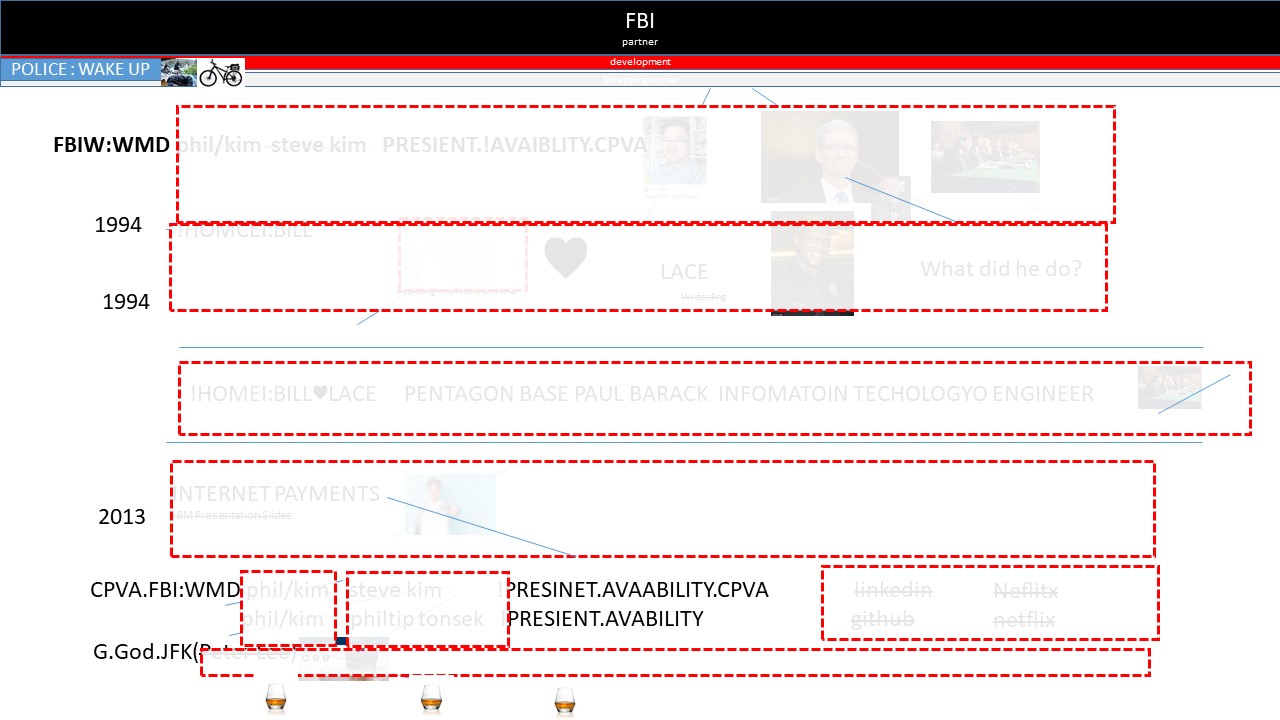 FBI
partner
development
POLICE : WAKE UP
FBIW:WMD phil/kim steve kim PRESIENT.!AVAIBLITY.CPVA
1994
!HOMCEI:BILL
LACE
What did he do?
Wressling
1994
!HOMEI:BILL♥LACE PENTAGON BASE PAUL BARACK INFOMATOIN TECHOLOGYO ENGINEER
INTERNET PAYMENTS
IBM Presentation Slides
2013
CPVA.FBI:WMD phil/kim steve kim !PRESINET.AVAABILITY.CPVA linkedin Neflitx
phil/kim philtip tonsek !PRESIENT.AVABILITY github netflix
G.God.JFK(Peter Lee)